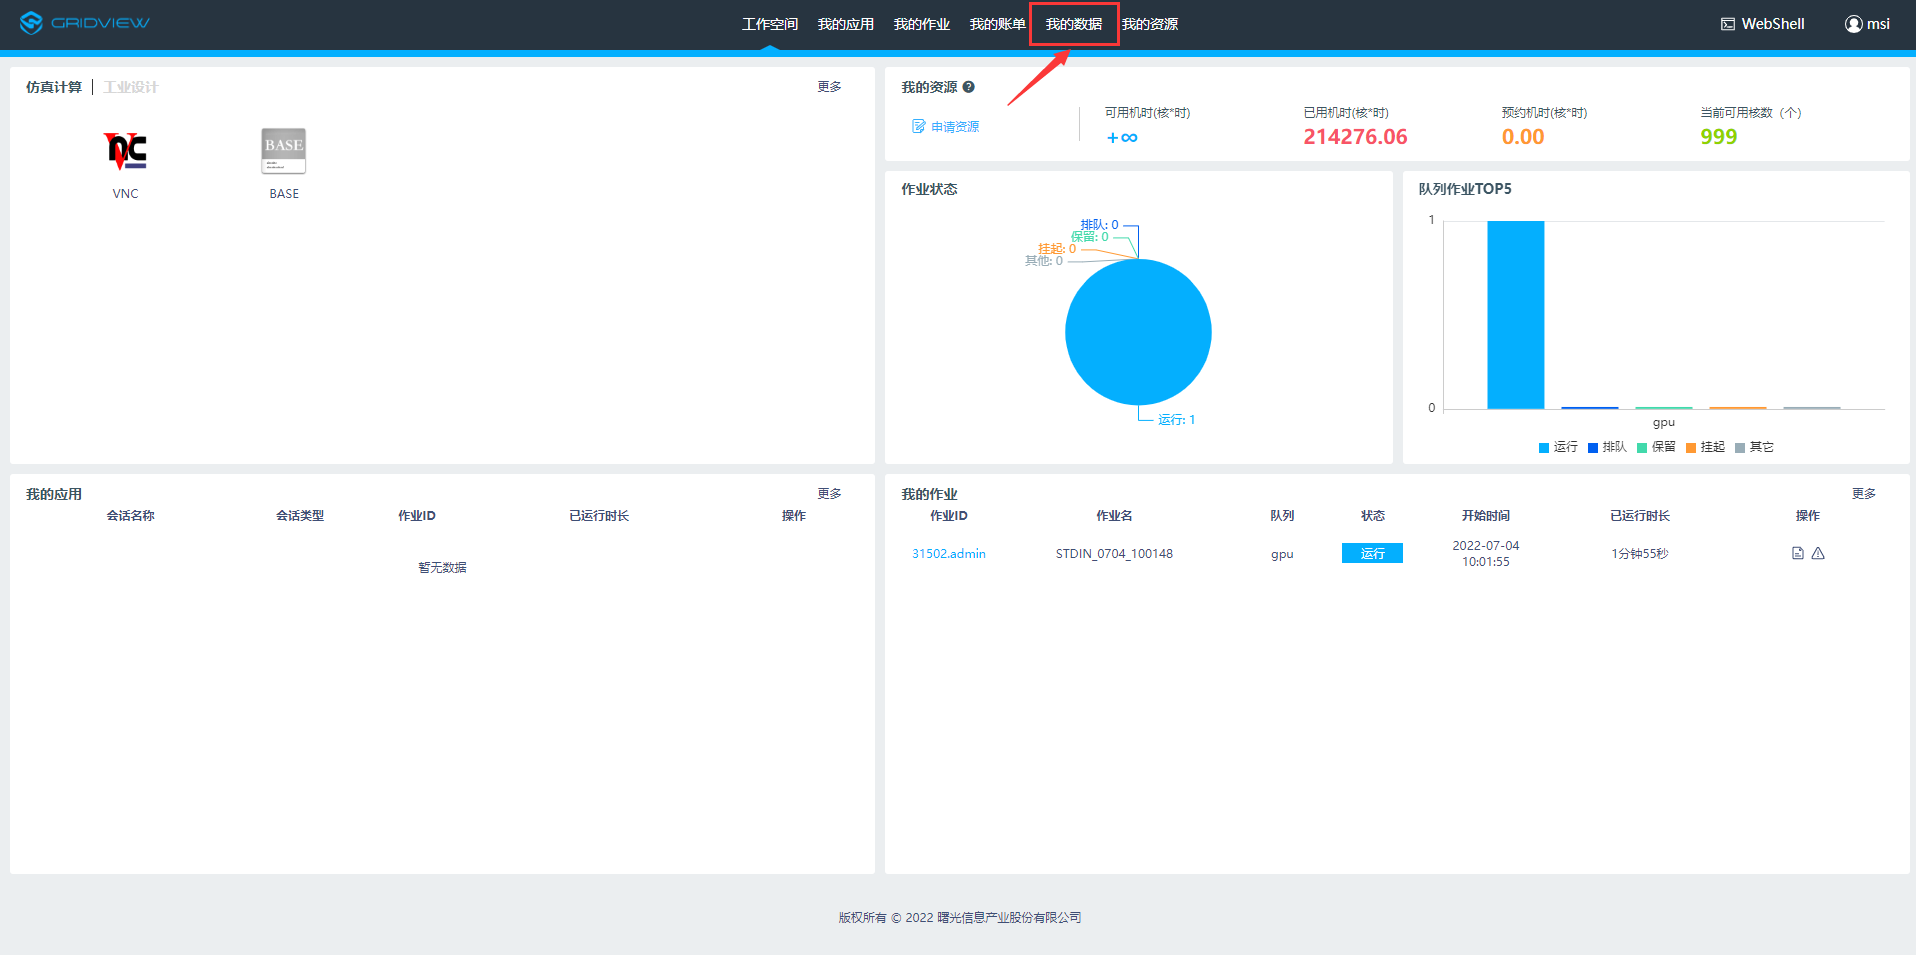 GRIDVIEW
工作空间 我的应用 我的作业 我的账单 我的数据 我的资源
WebShell msi
仿真计算 工业设计 更多
VNC
VNC
BASE
BASE
我的资源
申请资源
可用机时(核*时)
+∞
已用机时(核*时)
214276.06
预约机时(核*时)
0.00
当前可用核数（个）
999
作业状态
排队: 0
保留: 0
挂起: 0
其他: 0
运行: 1
队列作业TOP5
1
0
gpu
运行 排队 保留 挂起 其它
我的应用 更多
会话名称 会话类型 作业ID 已运行时长 操作
暂无数据
我的作业 更多
作业ID 作业名 队列 状态 开始时间 已运行时长 操作
31502.admin STDIN_0704_100148 gpu 运行 2022-07-04 10:01:55 1分钟55秒
版权所有 © 2022 曙光信息产业股份有限公司